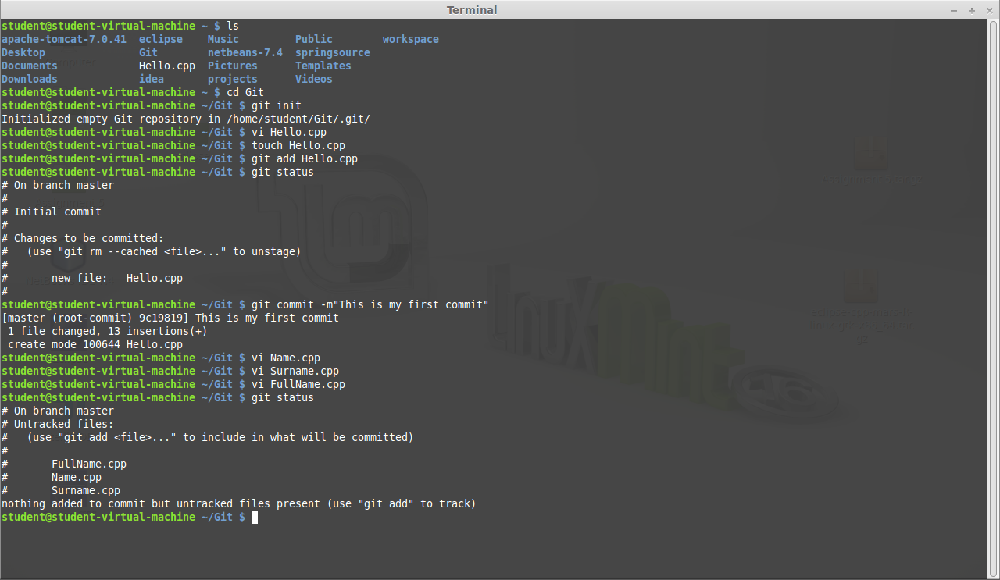 Terminal
student@student-virtual-machine ~ $ ls
apache-tomcat-7.0.41  eclipse    Music         Public        workspace
Desktop               Git        netbeans-7.4  springsource
Documents             Hello.cpp  Pictures      Templates
Downloads             idea       projects      Videos
student@student-virtual-machine ~ $ cd Git
student@student-virtual-machine ~/Git $ git init
Initialized empty Git repository in /home/student/Git/.git/
student@student-virtual-machine ~/Git $ vi Hello.cpp
student@student-virtual-machine ~/Git $ touch Hello.cpp
student@student-virtual-machine ~/Git $ git add Hello.cpp
student@student-virtual-machine ~/Git $ git status
# On branch master
#
# Initial commit
#
# Changes to be committed:
#   (use "git rm --cached <file>..." to unstage)
#
#       new file:   Hello.cpp
#
student@student-virtual-machine ~/Git $ git commit -m"This is my first commit"
[master (root-commit) 9c19819] This is my first commit
 1 file changed, 13 insertions(+)
 create mode 100644 Hello.cpp
student@student-virtual-machine ~/Git $ vi Name.cpp
student@student-virtual-machine ~/Git $ vi Surname.cpp
student@student-virtual-machine ~/Git $ vi FullName.cpp
student@student-virtual-machine ~/Git $ git status
# On branch master
# Untracked files:
#   (use "git add <file>..." to include in what will be committed)
#
#       FullName.cpp
#       Name.cpp
#       Surname.cpp
nothing added to commit but untracked files present (use "git add" to track)
student@student-virtual-machine ~/Git $
LinuxMint
16